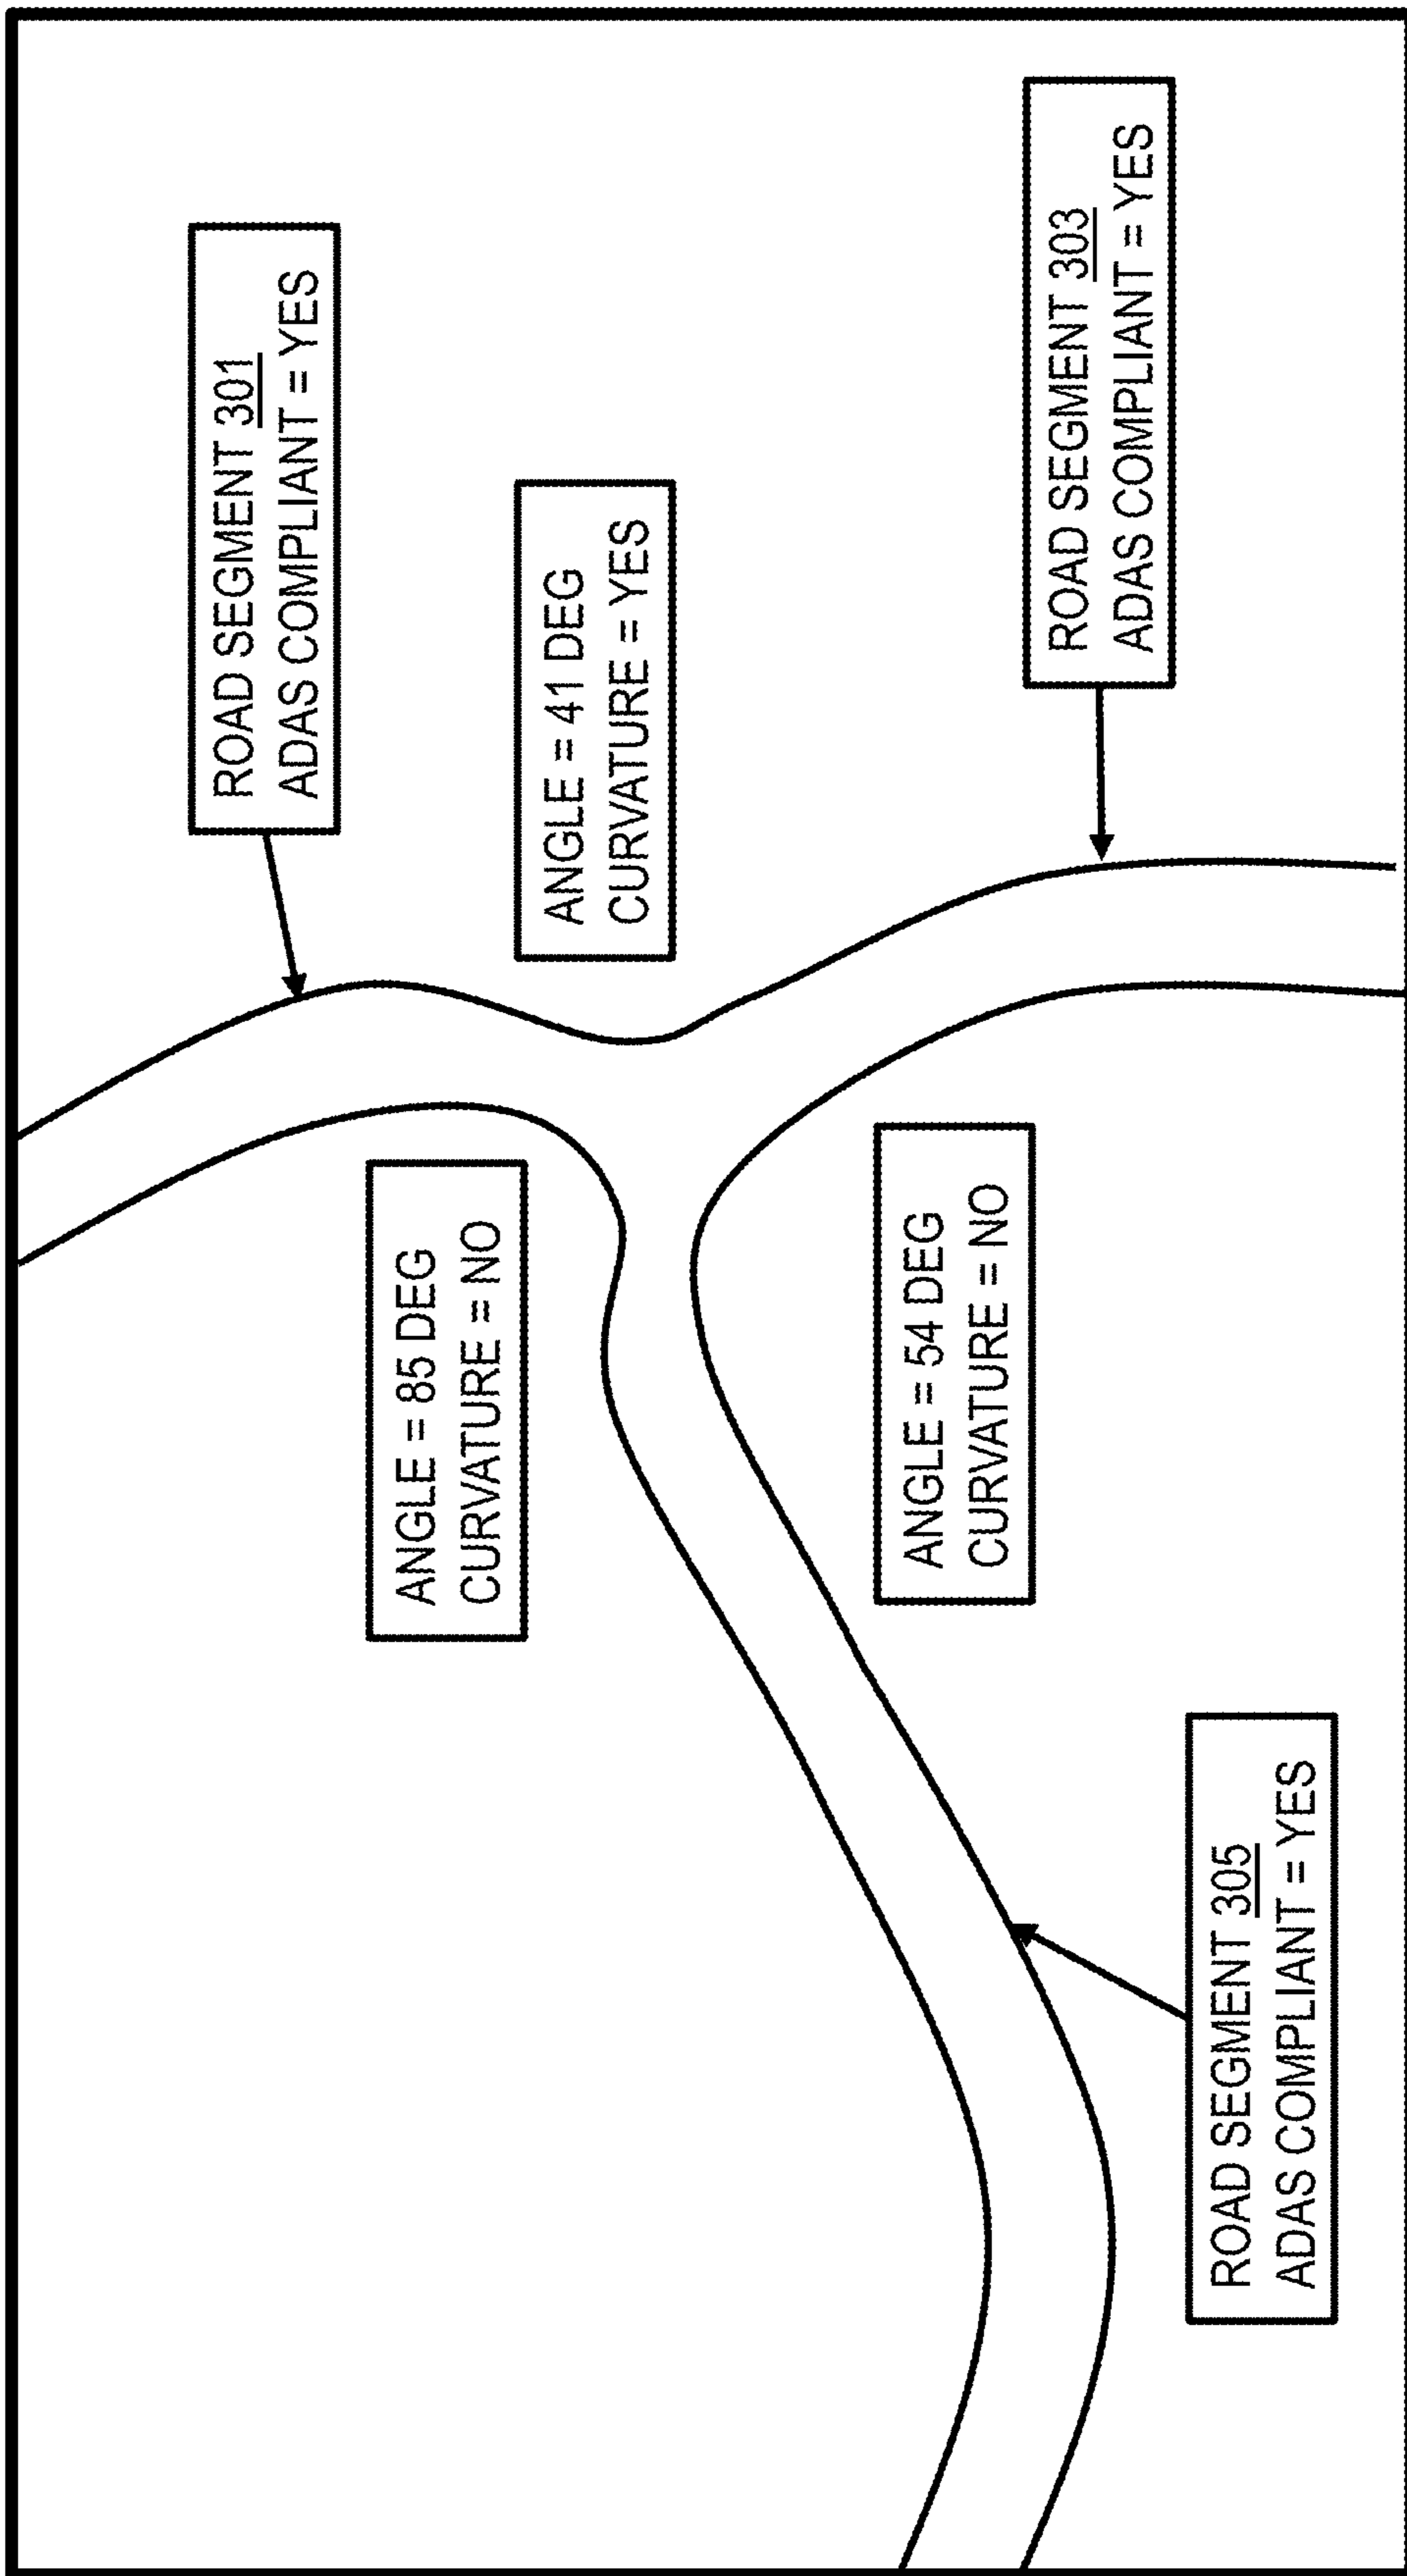 ROAD SEGMENT 301
ADAS COMPLIANT = YES
ANGLE = 85 DEG
CURVATURE = NO
ANGLE = 41 DEG
CURVATURE = YES
ANGLE = 54 DEG
CURVATURE = NO
ROAD SEGMENT 303
ADAS COMPLIANT = YES
ROAD SEGMENT 305
ADAS COMPLIANT = YES